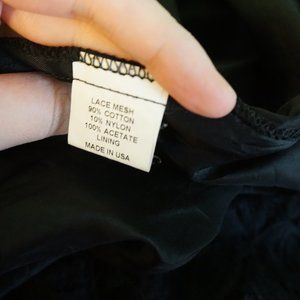 LACE MESH
90% COTTON
10% NYLON
100% ACETATE
LINING
MADE IN USA